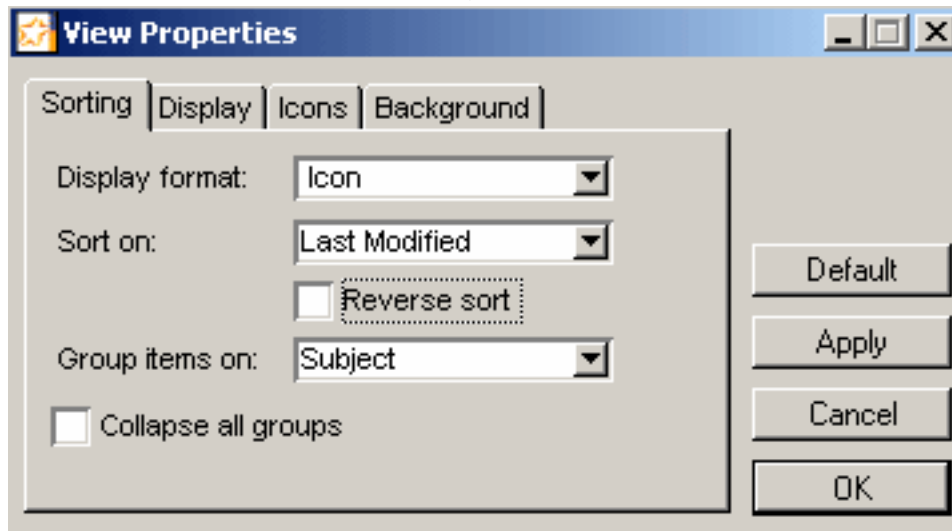 View Properties
Sorting Display Icons Background
Display format: Icon
Sort on: Last Modified
Reverse sort
Group items on: Subject
Collapse all groups
Default
Apply
Cancel
OK